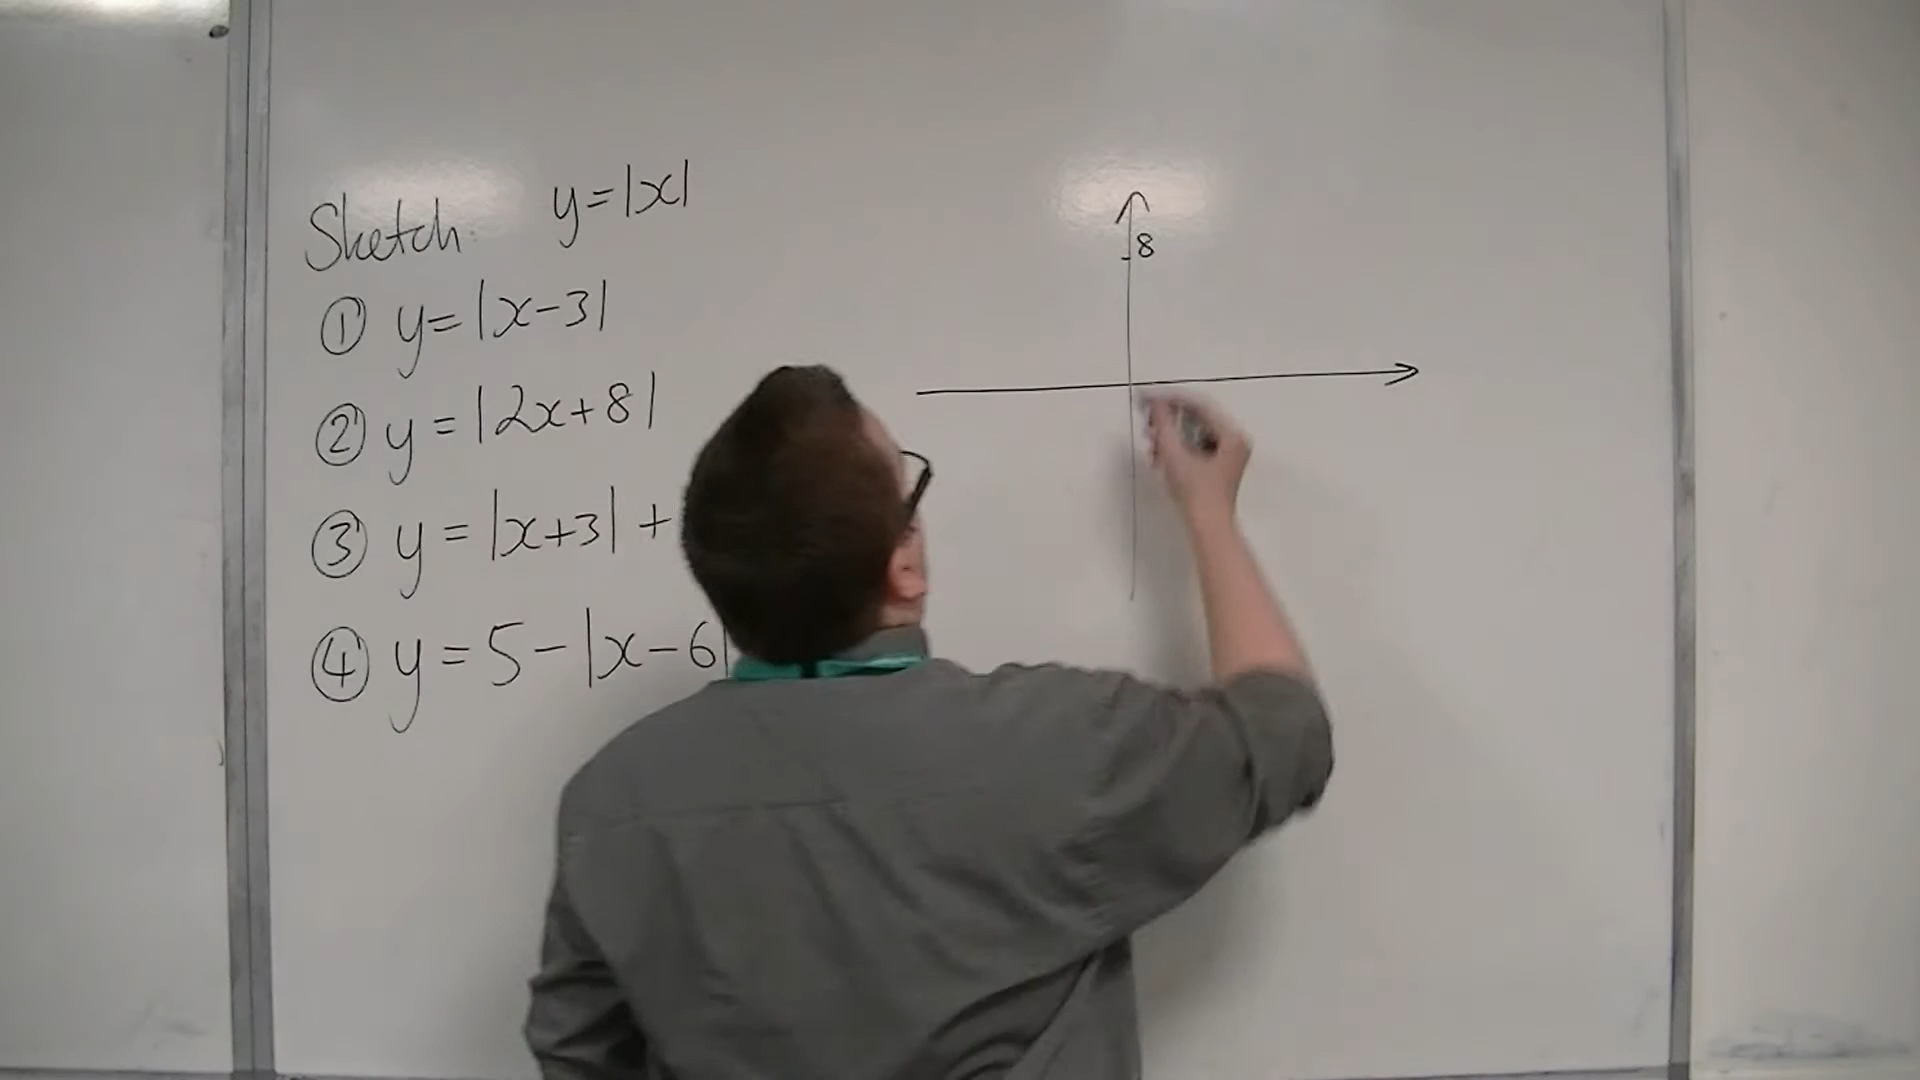 Sketch: y=|x|
① y=|x-3|
② y=|2x+8|
③ y=|x+3|+
④ y=5-|x-6|
8